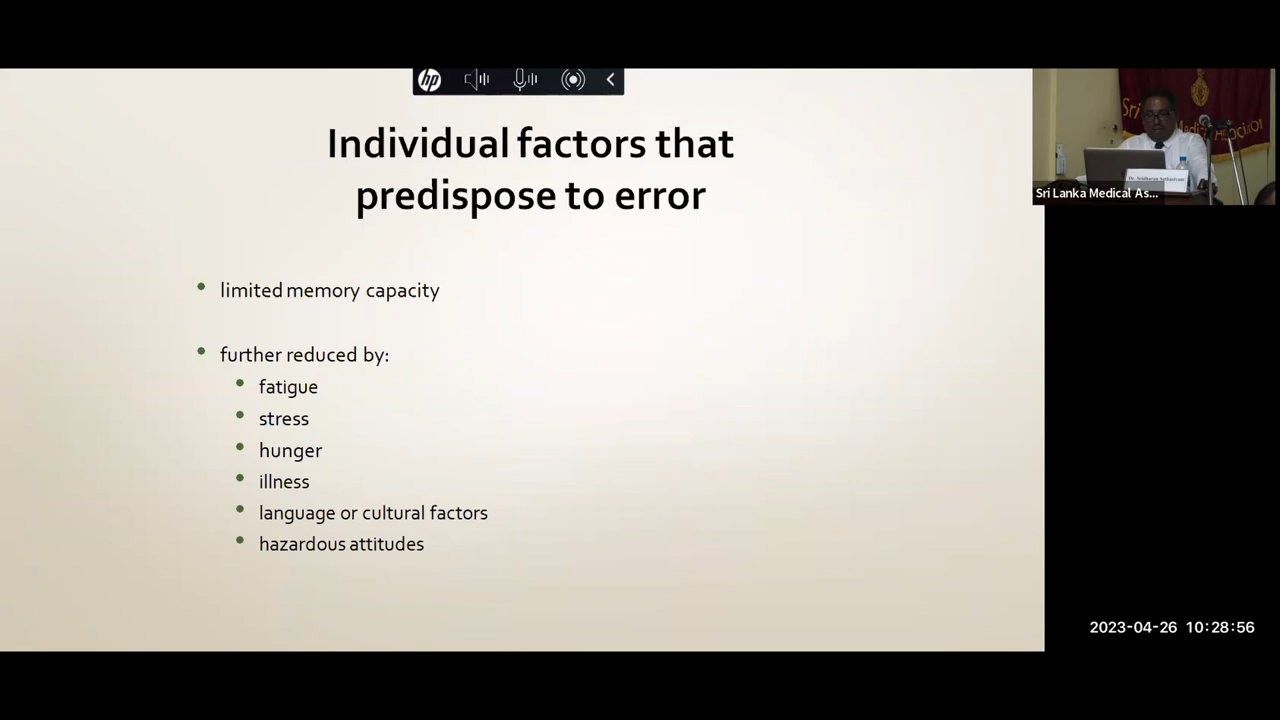 hp
Individual factors that
predispose to error
• limited memory capacity
• further reduced by:
• fatigue
• stress
• hunger
• illness
• language or cultural factors
• hazardous attitudes
Sri Lanka Medical As...
2023-04-26 10:28:56